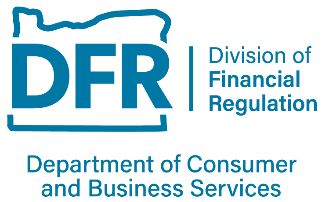 DFR
Division of
Financial
Regulation
Department of Consumer
and Business Services